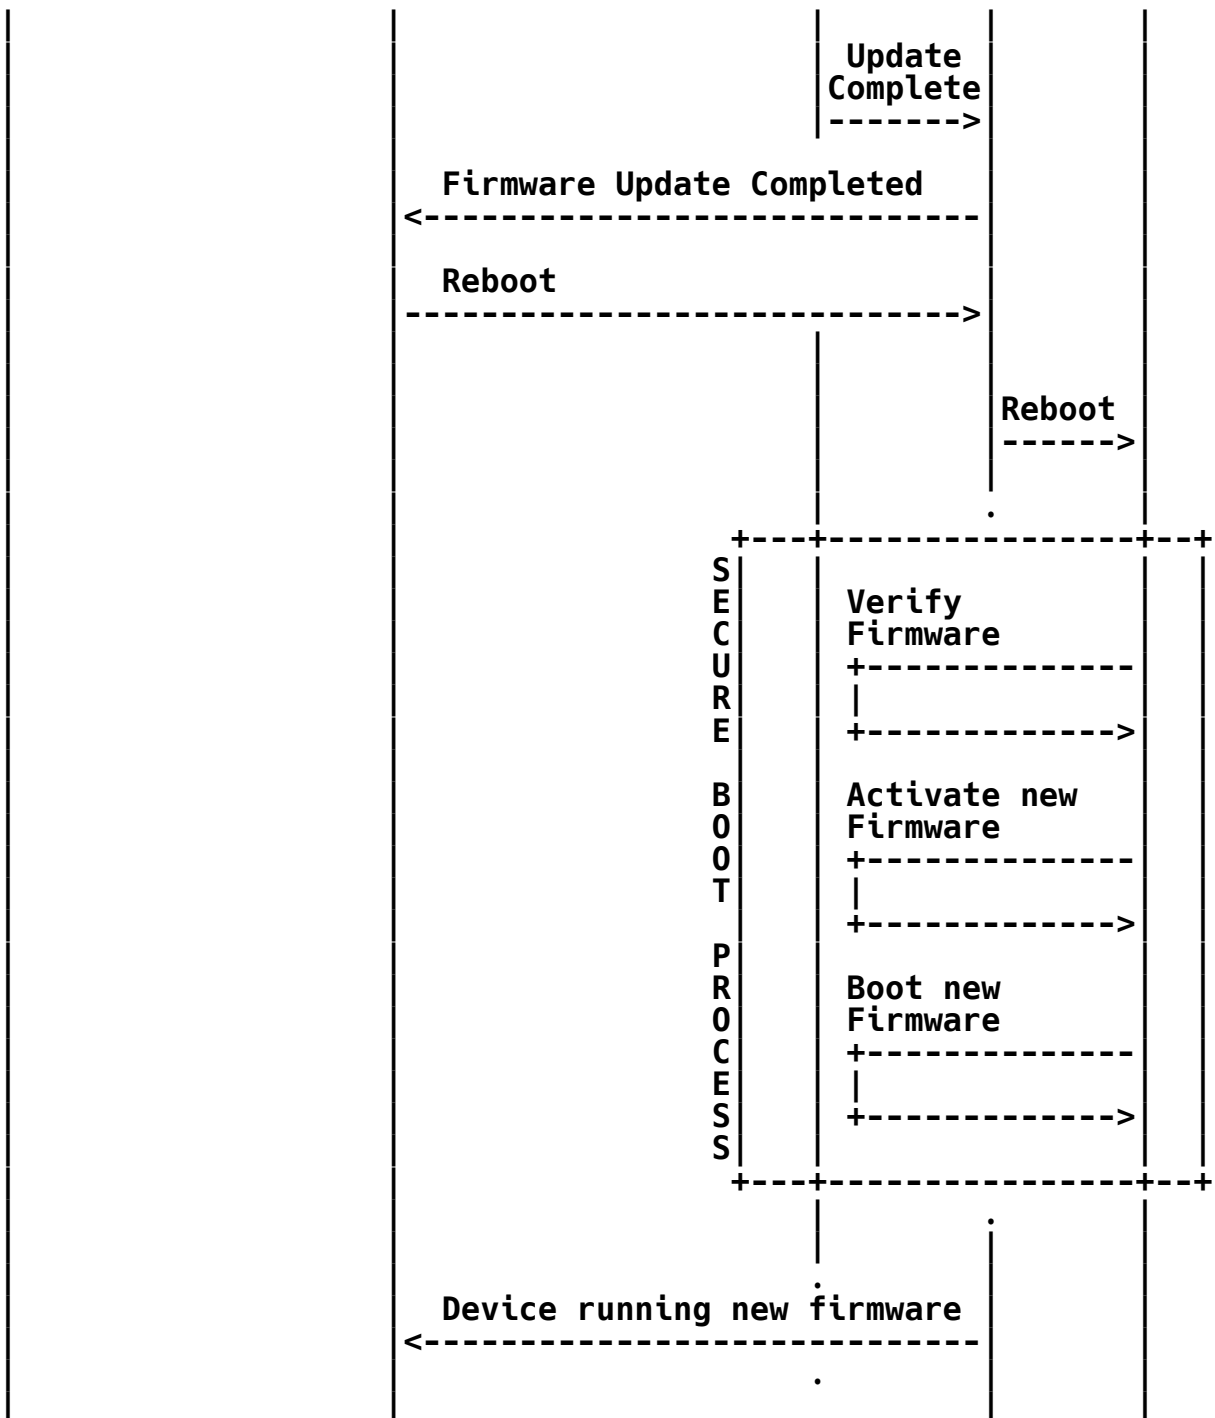 Update
Complete
Firmware Update Completed
Reboot
Reboot
SECURE BOOT PROCESS
Verify
Firmware
Activate new
Firmware
Boot new
Firmware
Device running new firmware